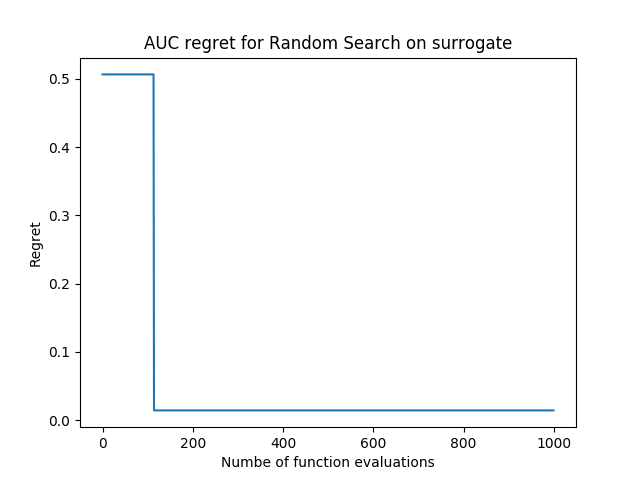 AUC regret for Random Search on surrogate
0.5
0.4
0.3
0.2
0.1
0.0
Regret
0 200 400 600 800 1000
Numbe of function evaluations